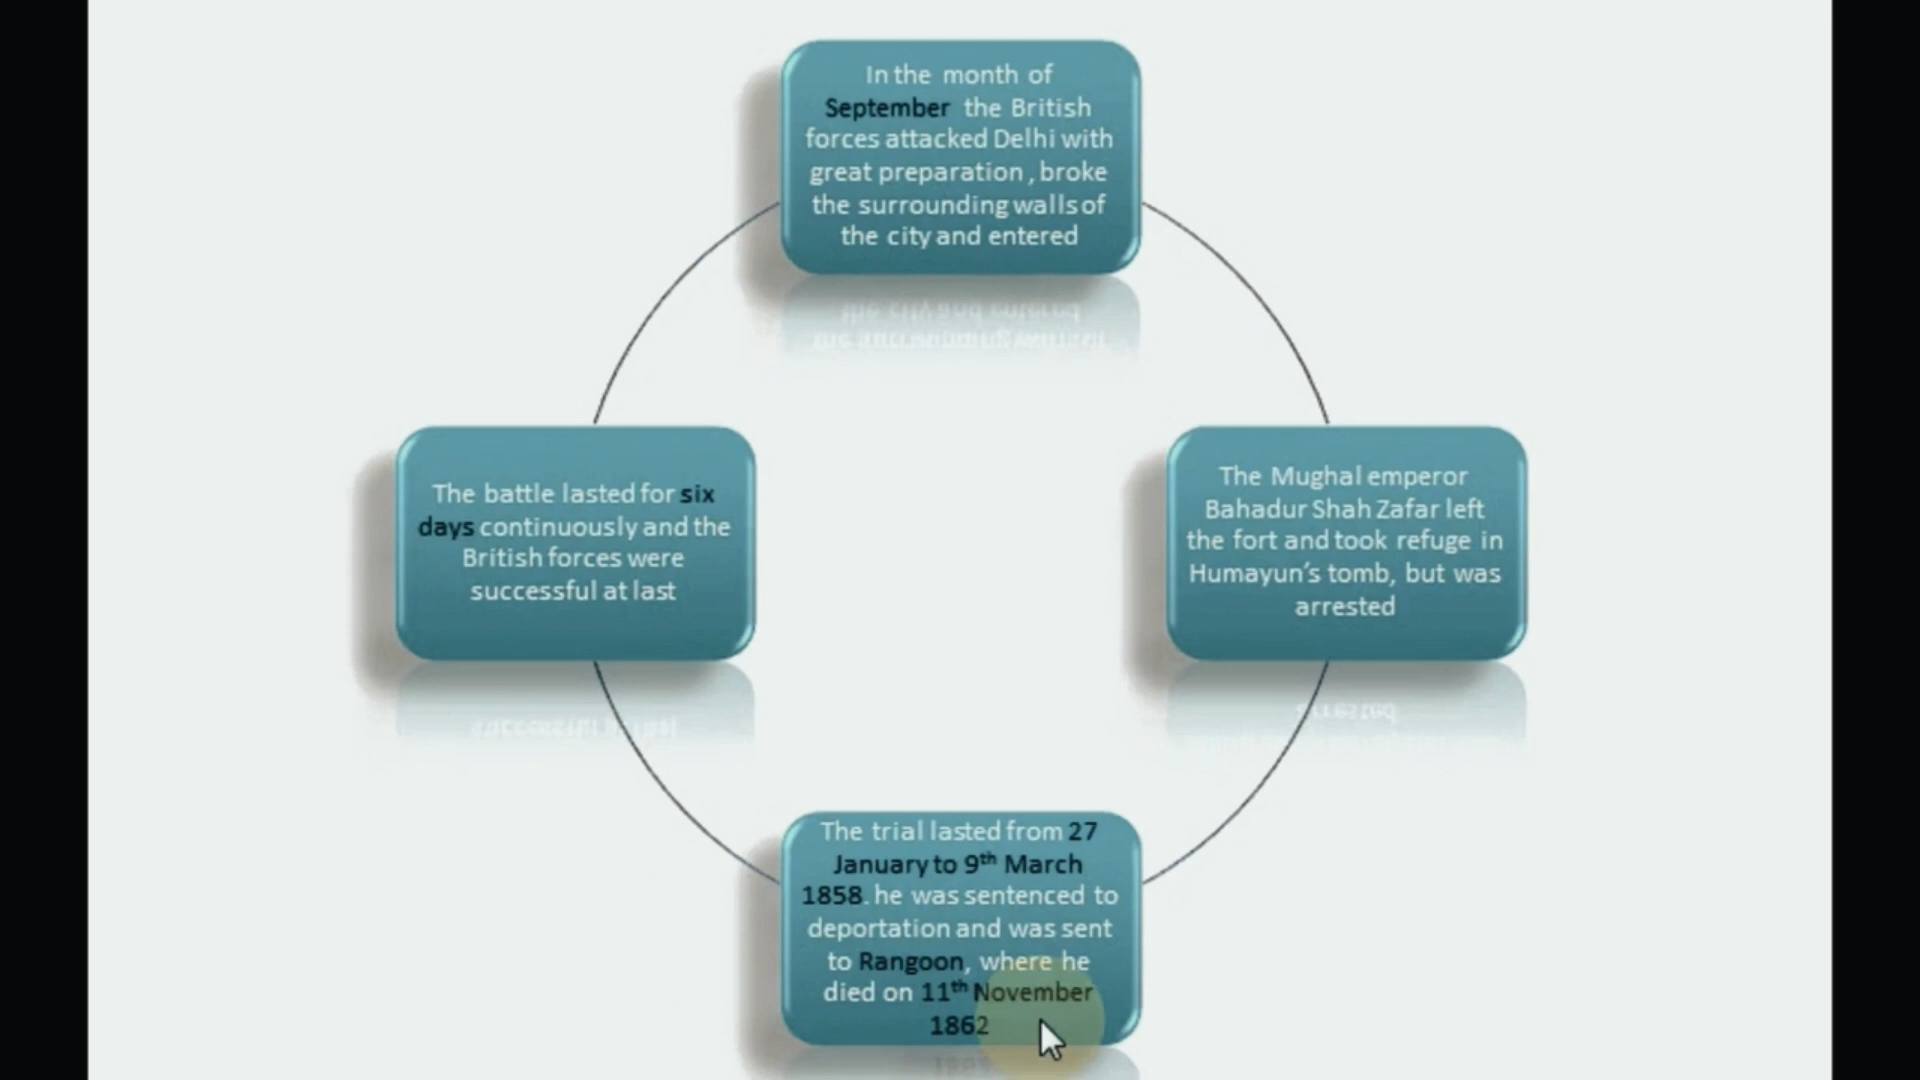 In the month of
September the British
forces attacked Delhi with
great preparation , broke
the surrounding walls of
the city and entered
The Mughal emperor
Bahadur Shah Zafar left
the fort and took refuge in
Humayun's tomb, but was
arrested
The trial lasted from 27
January to 9th March
1858. he was sentenced to
deportation and was sent
to Rangoon, where he
died on 11th November
1862
The battle lasted for six
days continuously and the
British forces were
successful at last